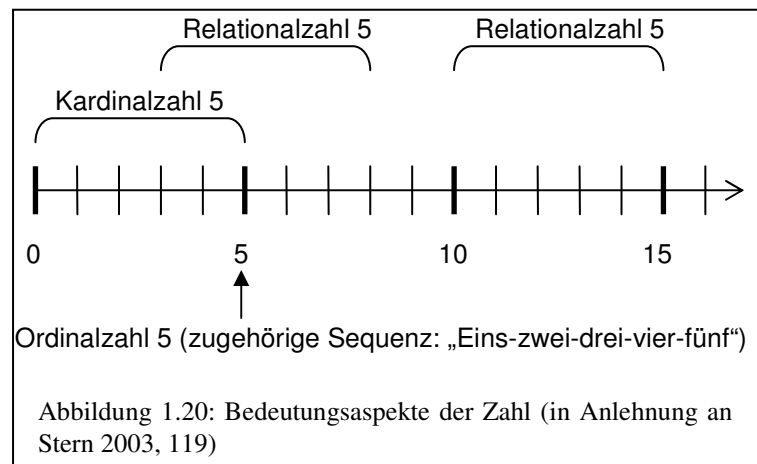 Relationalzahl 5 Relationalzahl 5
Kardinalzahl 5
0 5 10 15
Ordinalzahl 5 (zugehörige Sequenz: „Eins-zwei-drei-vier-fünf“)
Abbildung 1.20: Bedeutungsaspekte der Zahl (in Anlehnung an
Stern 2003, 119)